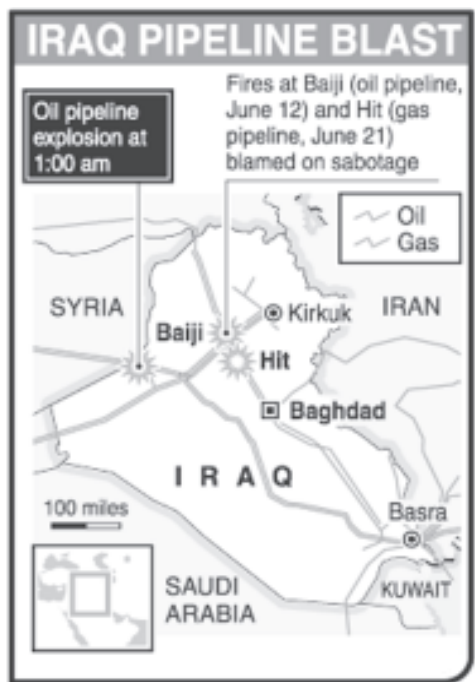 IRAQ PIPELINE BLAST
Oil pipeline
explosion at
1:00 am
Fires at Baiji (oil pipeline,
June 12) and Hit (gas
pipeline, June 21)
blamed on sabotage
Oil
Gas
SYRIA
Kirkuk
IRAN
Baiji
Hit
Baghdad
IRAQ
100 miles
Basra
SAUDI
ARABIA
KUWAIT